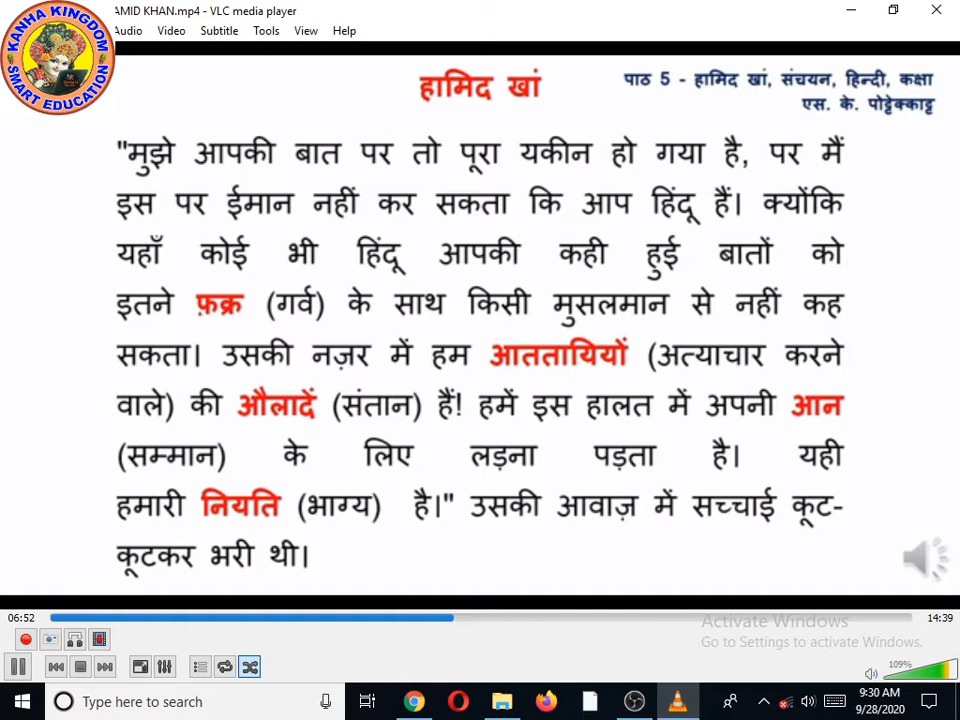 KANHA KINGDOM
SMART EDUCATION
AMID KHAN.mp4 - VLC media player
Audio Video Subtitle Tools View Help
हामिद खां
पाठ 5 - हामिद खां, संचयन, हिन्दी, कक्षा
एस. के. पोट्टेक्काट्ट
"मुझे आपकी बात पर तो पूरा यकीन हो गया है, पर मैं
इस पर ईमान नहीं कर सकता कि आप हिंदू हैं। क्योंकि
यहाँ कोई भी हिंदू आपकी कही हुई बातों को
इतने फ़क्र (गर्व) के साथ किसी मुसलमान से नहीं कह
सकता। उसकी नज़र में हम आततायियों (अत्याचार करने
वाले) की औलादें (संतान) हैं! हमें इस हालत में अपनी आन
(सम्मान) के लिए लड़ना पड़ता है। यही
हमारी नियति (भाग्य) है।" उसकी आवाज़ में सच्चाई कूट-
कूटकर भरी थी।
06:52
14:39
Activate Windows
Go to Settings to activate Windows.
109%
Type here to search
9:30 AM
9/28/2020